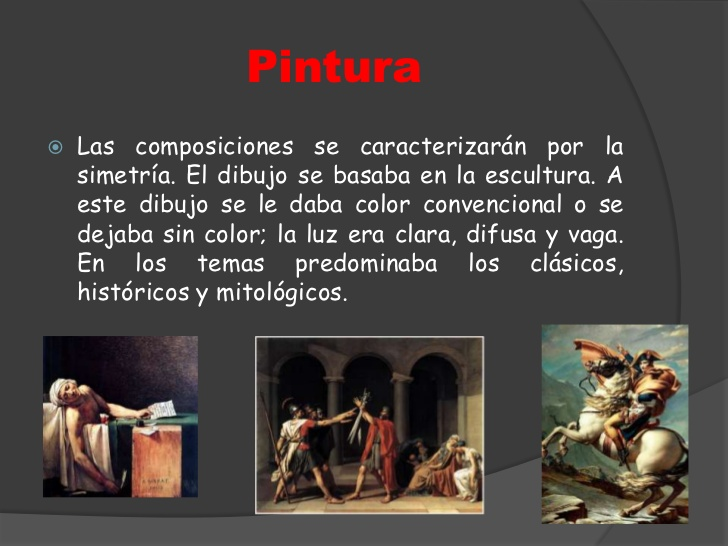 Pintura
Las composiciones se caracterizarán por la
simetría. El dibujo se basaba en la escultura. A
este dibujo se le daba color convencional o se
dejaba sin color; la luz era clara, difusa y vaga.
En los temas predominaba los clásicos,
históricos y mitológicos.